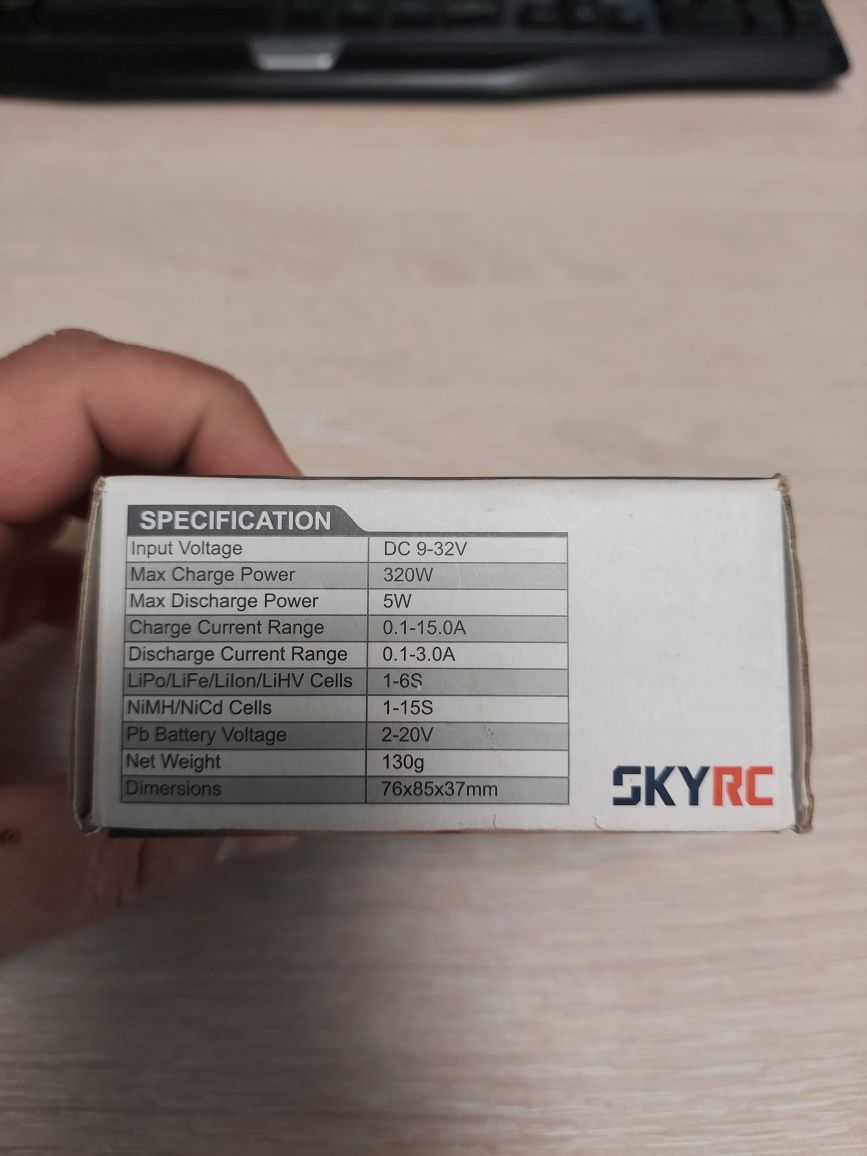 SPECIFICATION
Input Voltage DC 9-32V
Max Charge Power 320W
Max Discharge Power 5W
Charge Current Range 0.1-15.0A
Discharge Current Range 0.1-3.0A
LiPo/LiFe/LiIon/LiHV Cells 1-6S
NiMH/NiCd Cells 1-15S
Pb Battery Voltage 2-20V
Net Weight 130g
Dimersions 76x85x37mm
SKYRC